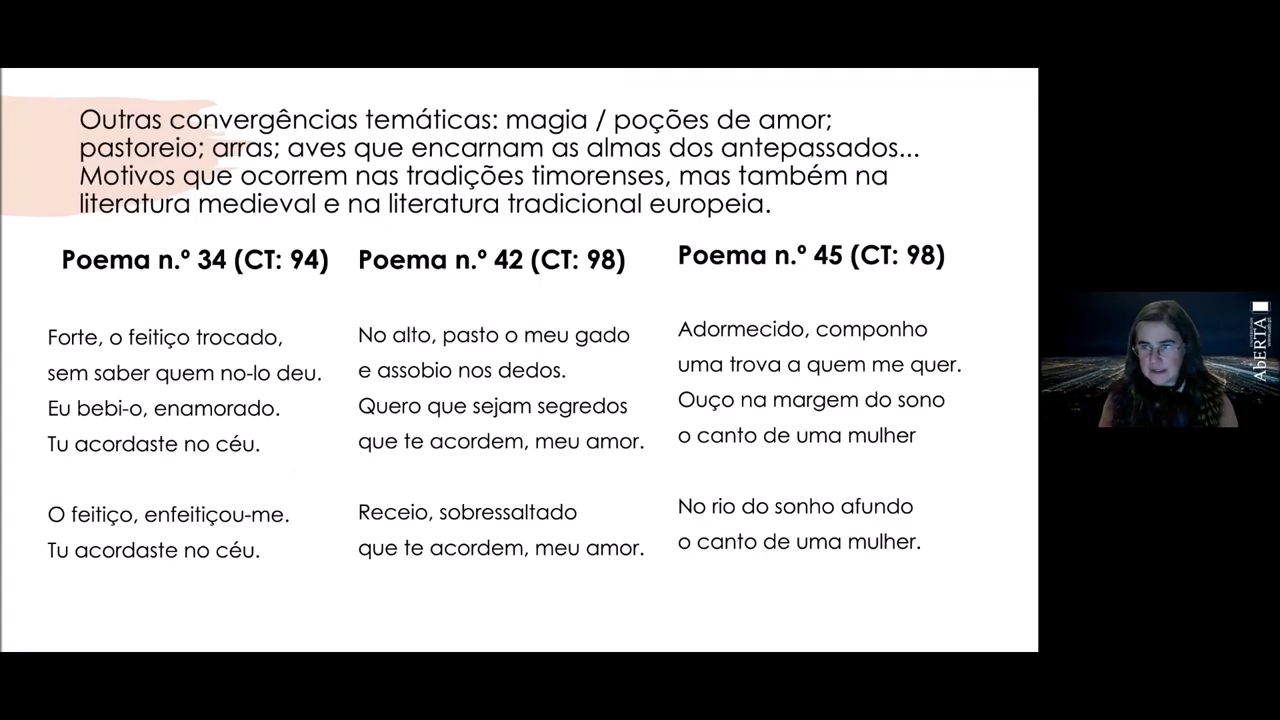 Outras convergências temáticas: magia / poções de amor;
pastoreio; arras; aves que encarnam as almas dos antepassados...
Motivos que ocorrem nas tradições timorenses, mas também na
literatura medieval e na literatura tradicional europeia.
Poema n.º 34 (CT: 94)
Forte, o feitiço trocado,
sem saber quem no-lo deu.
Eu bebi-o, enamorado.
Tu acordaste no céu.
O feitiço, enfeitiçou-me.
Tu acordaste no céu.
Poema n.º 42 (CT: 98)
No alto, pasto o meu gado
e assobio nos dedos.
Quero que sejam segredos
que te acordem, meu amor.
Receio, sobressaltado
que te acordem, meu amor.
Poema n.º 45 (CT: 98)
Adormecido, componho
uma trova a quem me quer.
Ouço na margem do sono
o canto de uma mulher
No rio do sonho afundo
o canto de uma mulher.
AbERTA